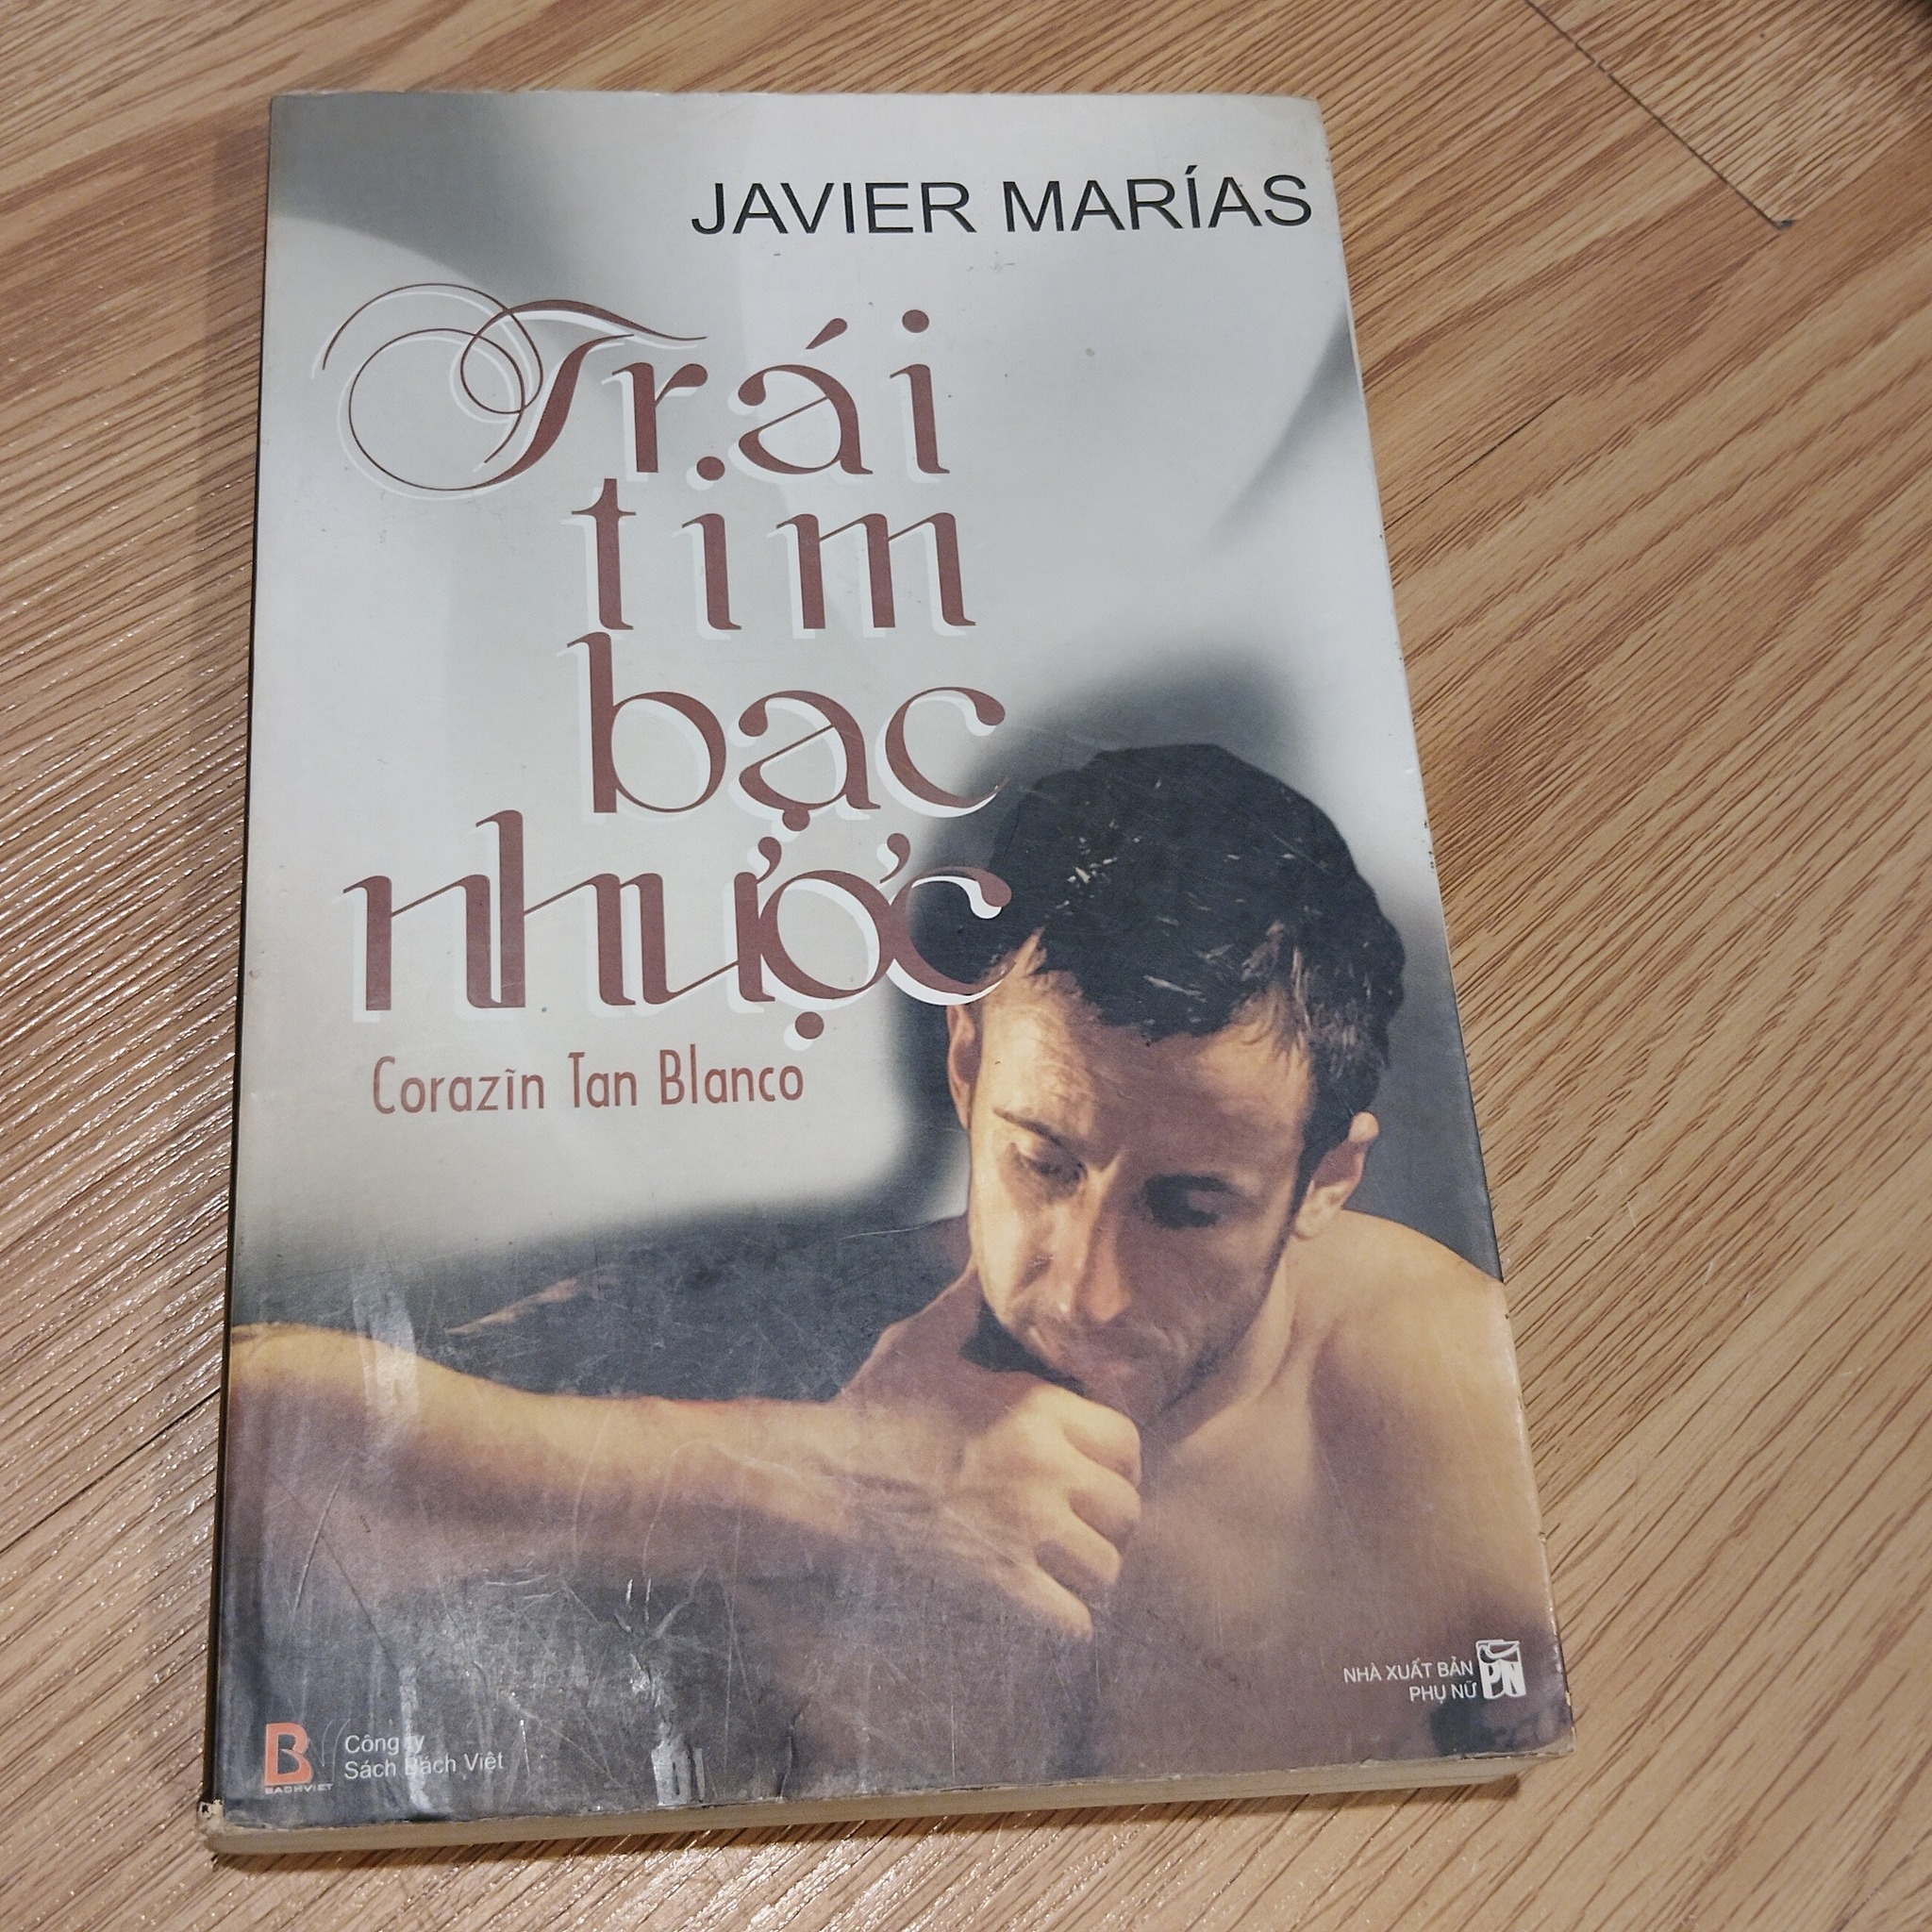 JAVIER MARÍAS
Trái
tim
bạc
nhược
Corazĩn Tan Blanco
NHÀ XUẤT BẢN
PHỤ NỮ
PN
B
BACHVIET
Công ty
Sách Bách Việt